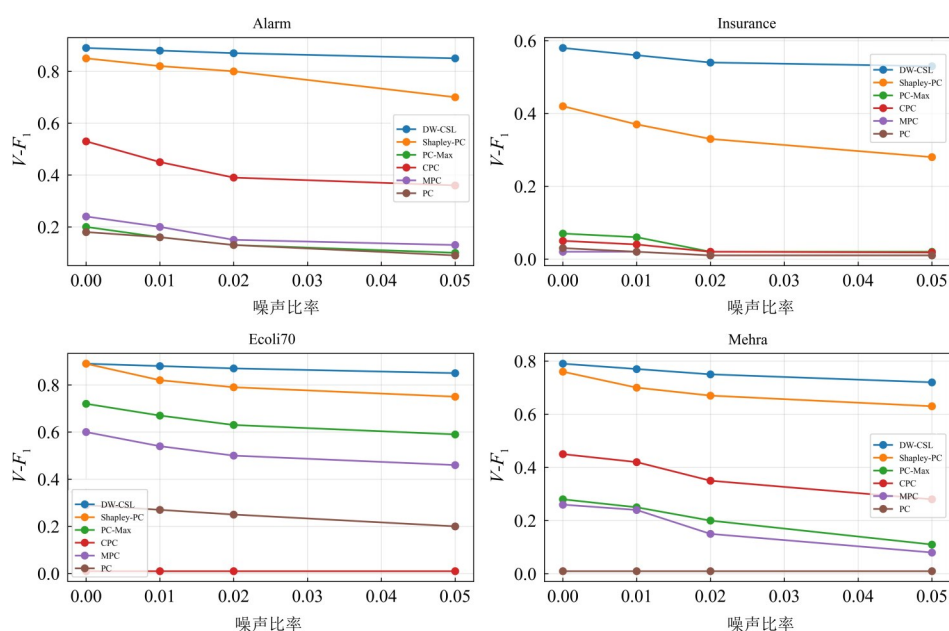 Alarm
V-F₁
0.8
0.6
0.4
0.2
DW-CSL
Shapley-PC
PC-Max
CPC
MPC
PC
0.00 0.01 0.02 0.03 0.04 0.05
噪声比率
Insurance
V-F₁
0.6
0.4
0.2
0.0
DW-CSL
Shapley-PC
PC-Max
CPC
MPC
PC
0.00 0.01 0.02 0.03 0.04 0.05
噪声比率
Ecoli70
V-F₁
0.8
0.6
0.4
0.2
0.0
DW-CSL
Shapley-PC
PC-Max
CPC
MPC
PC
0.00 0.01 0.02 0.03 0.04 0.05
噪声比率
Mehra
V-F₁
0.8
0.6
0.4
0.2
0.0
DW-CSL
Shapley-PC
PC-Max
CPC
MPC
PC
0.00 0.01 0.02 0.03 0.04 0.05
噪声比率